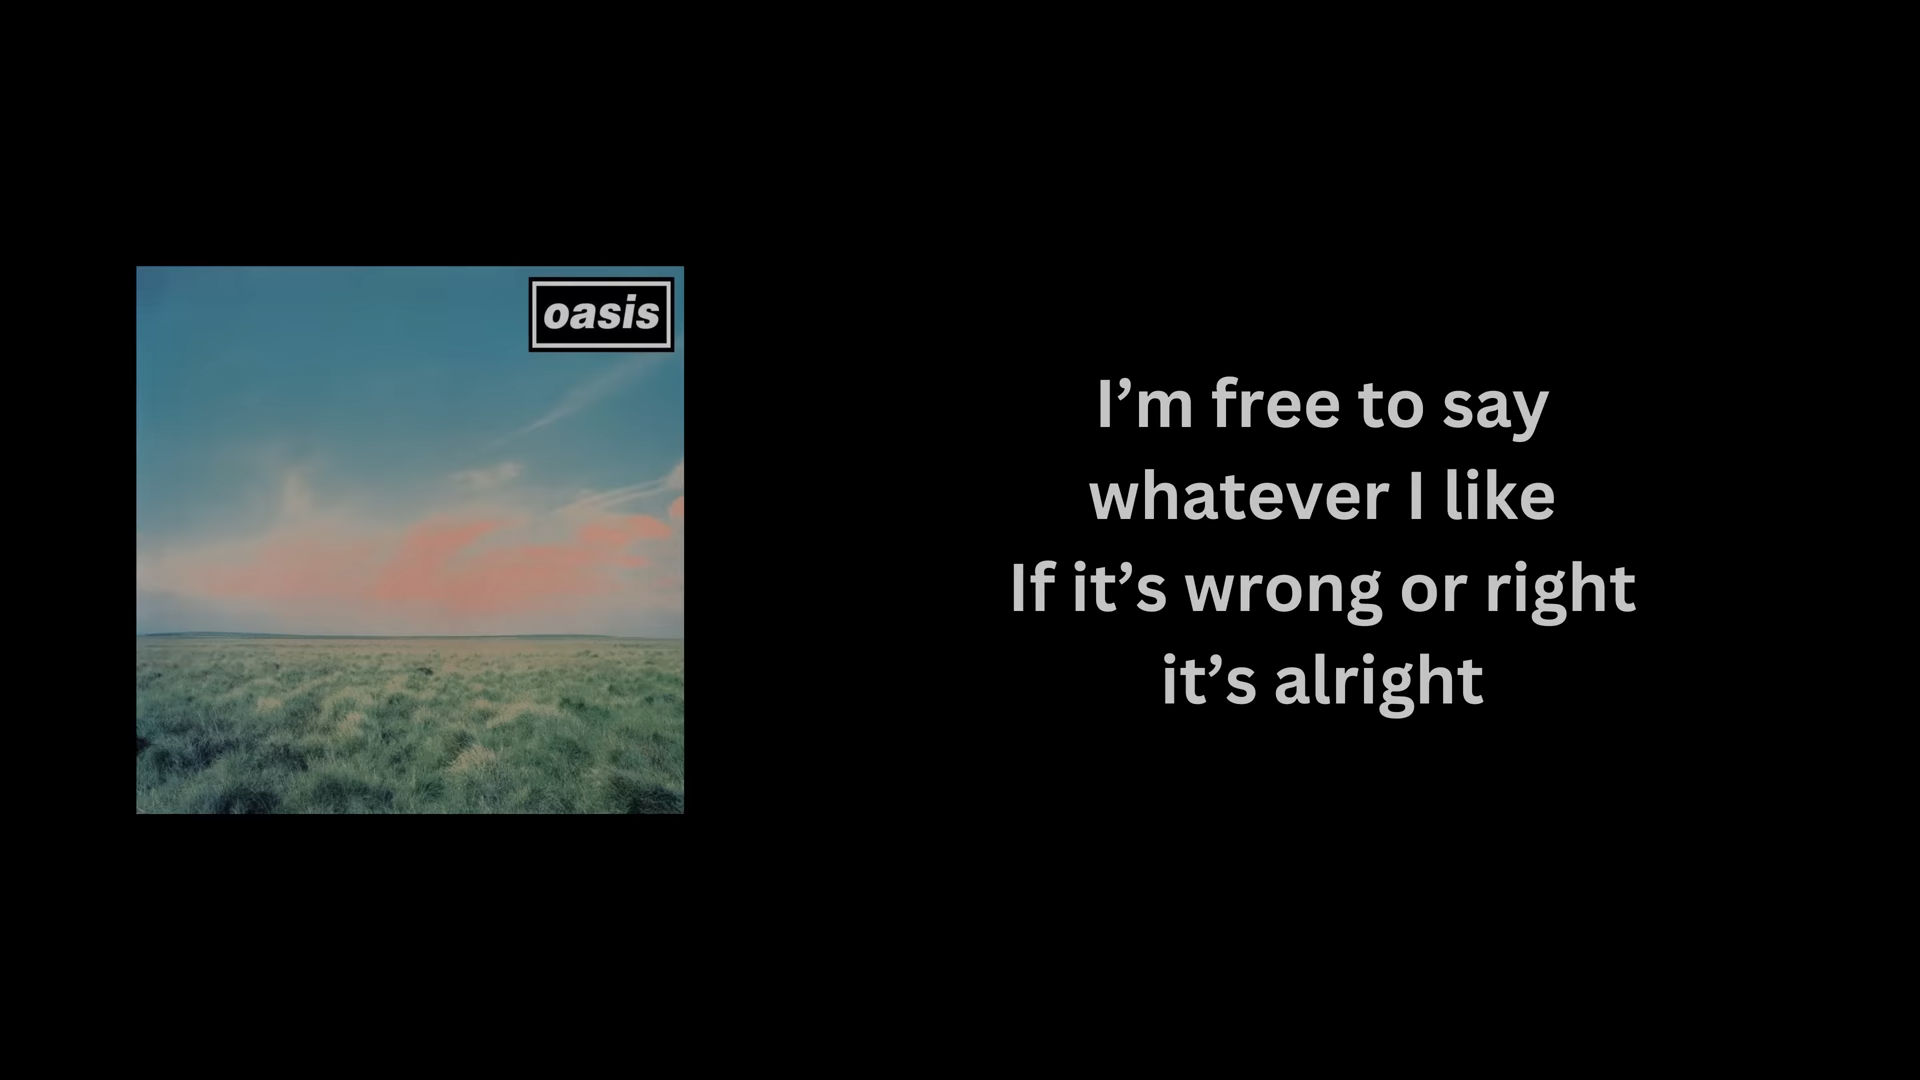 oasis
I’m free to say
whatever I like
If it’s wrong or right
it’s alright